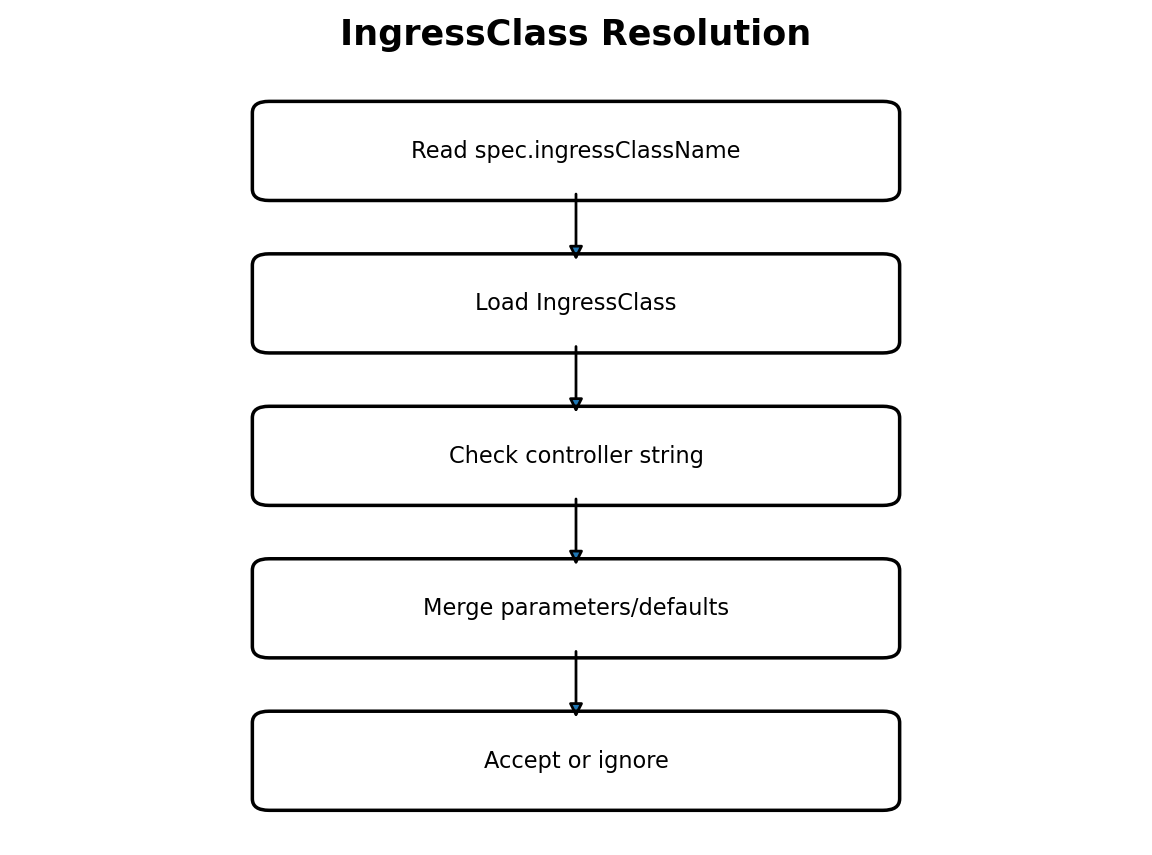 IngressClass Resolution
Read spec.ingressClassName
Load IngressClass
Check controller string
Merge parameters/defaults
Accept or ignore